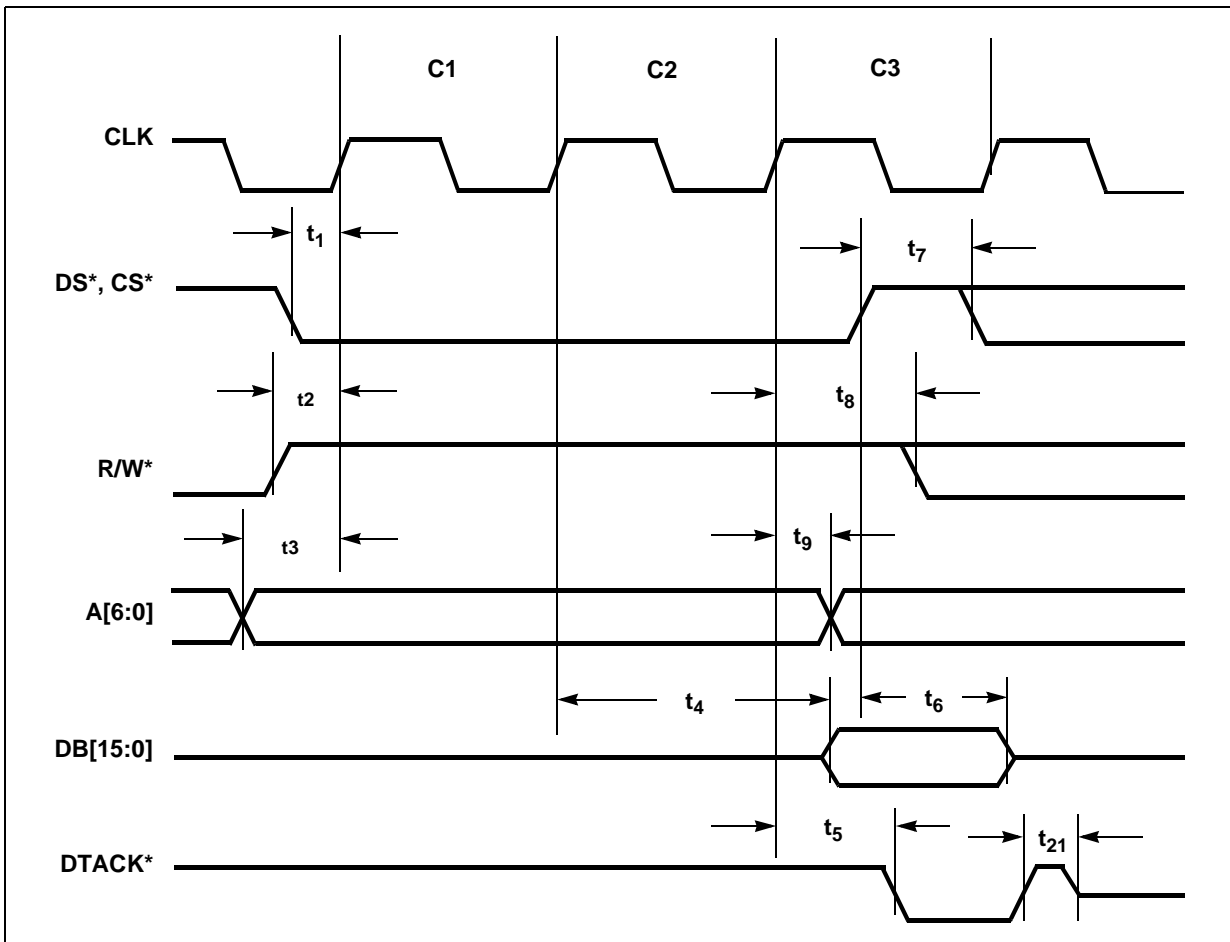 C1 C2 C3
CLK
t1
t7
DS*, CS*
t2
t8
R/W*
t3
t9
A[6:0]
t4
t6
DB[15:0]
t5
t21
DTACK*